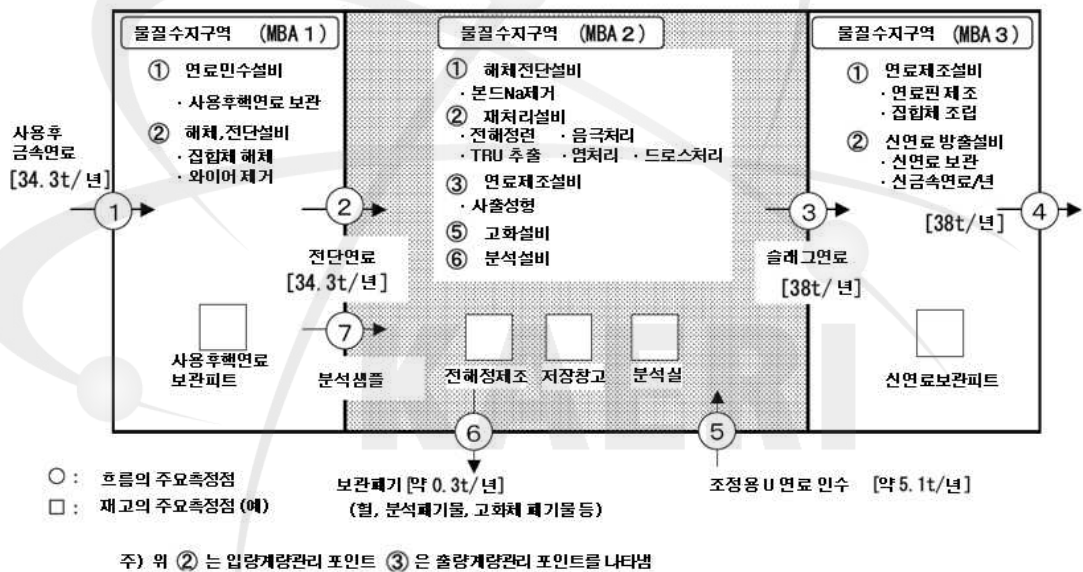 물질수지구역 (MBA 1)
① 연료민수설비
· 사용후핵연료 보관
② 해체,전단설비
· 집합체 해체
· 와이어 제거
사용후
금속연료
[34.3t/년]
1
2
전단연료
[34.3t/년]
7
분석샘플
사용후핵연료
보관피트
물질수지구역 (MBA 2)
① 해체전단설비
· 본드Na제거
② 재처리설비
· 전해정련 · 음극처리
· TRU 추출 · 염처리 · 드로스처리
③ 연료제조설비
· 사출성형
⑤ 고화설비
⑥ 분석설비
전해정제조 저장창고 분석실
물질수지구역 (MBA 3)
① 연료제조설비
· 연료핀 제조
· 집합체 조립
② 신연료 방출설비
· 신연료 보관
· 신금속연료/년
3
슬래그연료
[38t/년]
[38t/년]
4
신연료보관피트
KAERI
6
보관폐기 [약 0.3t/년]
(헐, 분석폐기물, 고화체 폐기물 등)
5
조정용 U 연료 인수 [약 5.1t/년]
○ : 흐름의 주요측정점
□ : 재고의 주요측정점 (예)
주) 위 ② 는 입량계량관리 포인트 ③ 은 출량계량관리 포인트를 나타냄